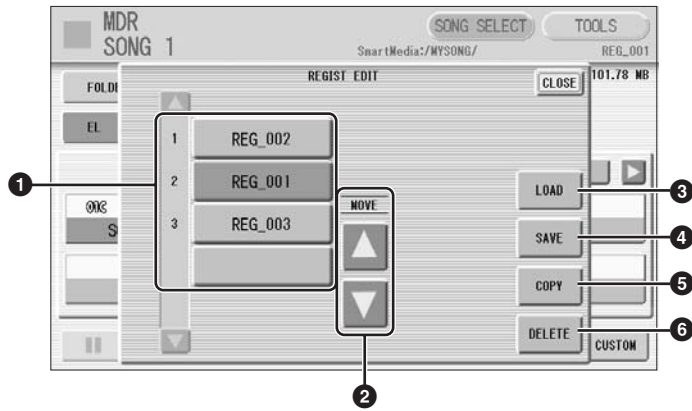 MDR
SONG 1
SONG SELECT
TOOLS
SmartMedia:/MYSONG/
REG_001
REGIST EDIT
CLOSE
101.78 MB
FOLD
EL
1 REG_002
2 REG_001
3 REG_003
MOVE
LOAD
SAVE
COPY
DELETE
CUSTOM
S
1
2
3
4
5
6